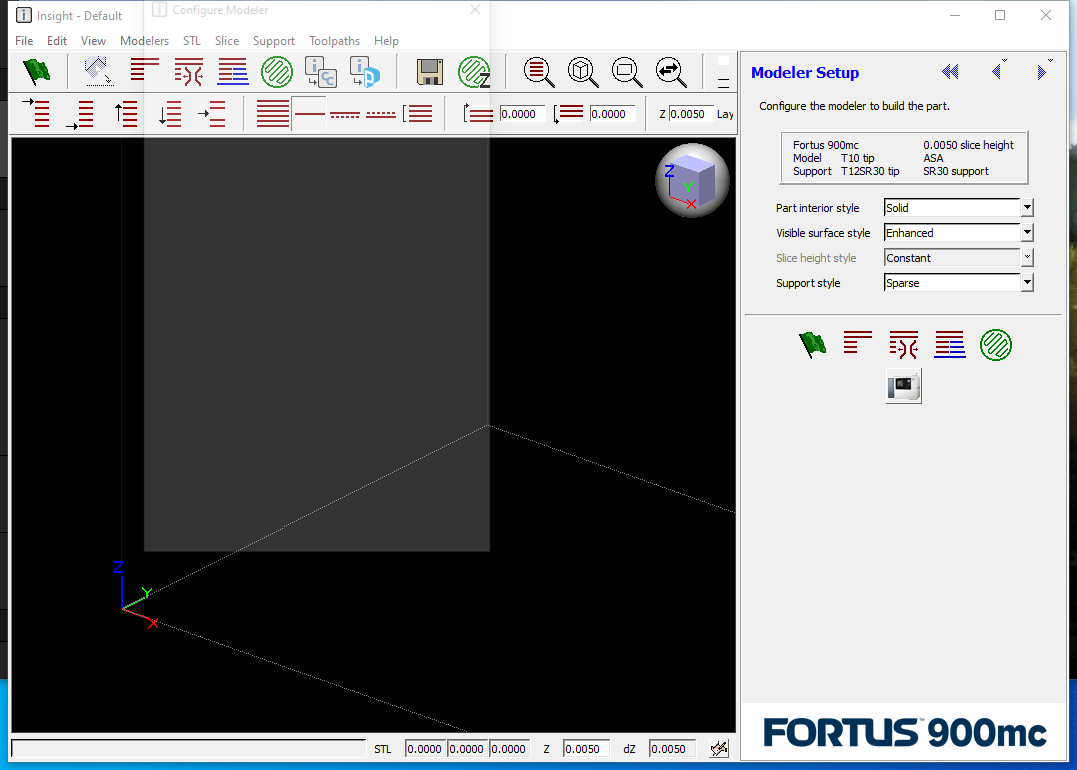 Insight - Default
Configure Modeler
File Edit View Modelers STL Slice Support Toolpaths Help
0.0000 0.0000 Z 0.0050 Lay
Z
Y
X
Z
Y
X
STL 0.0000 0.0000 0.0000 Z 0.0050 dZ 0.0050
Modeler Setup
Configure the modeler to build the part.
Fortus 900mc 0.0050 slice height
Model T10 tip ASA
Support T12SR30 tip SR30 support
Part interior style Solid
Visible surface style Enhanced
Slice height style Constant
Support style Sparse
FORTUS™ 900mc